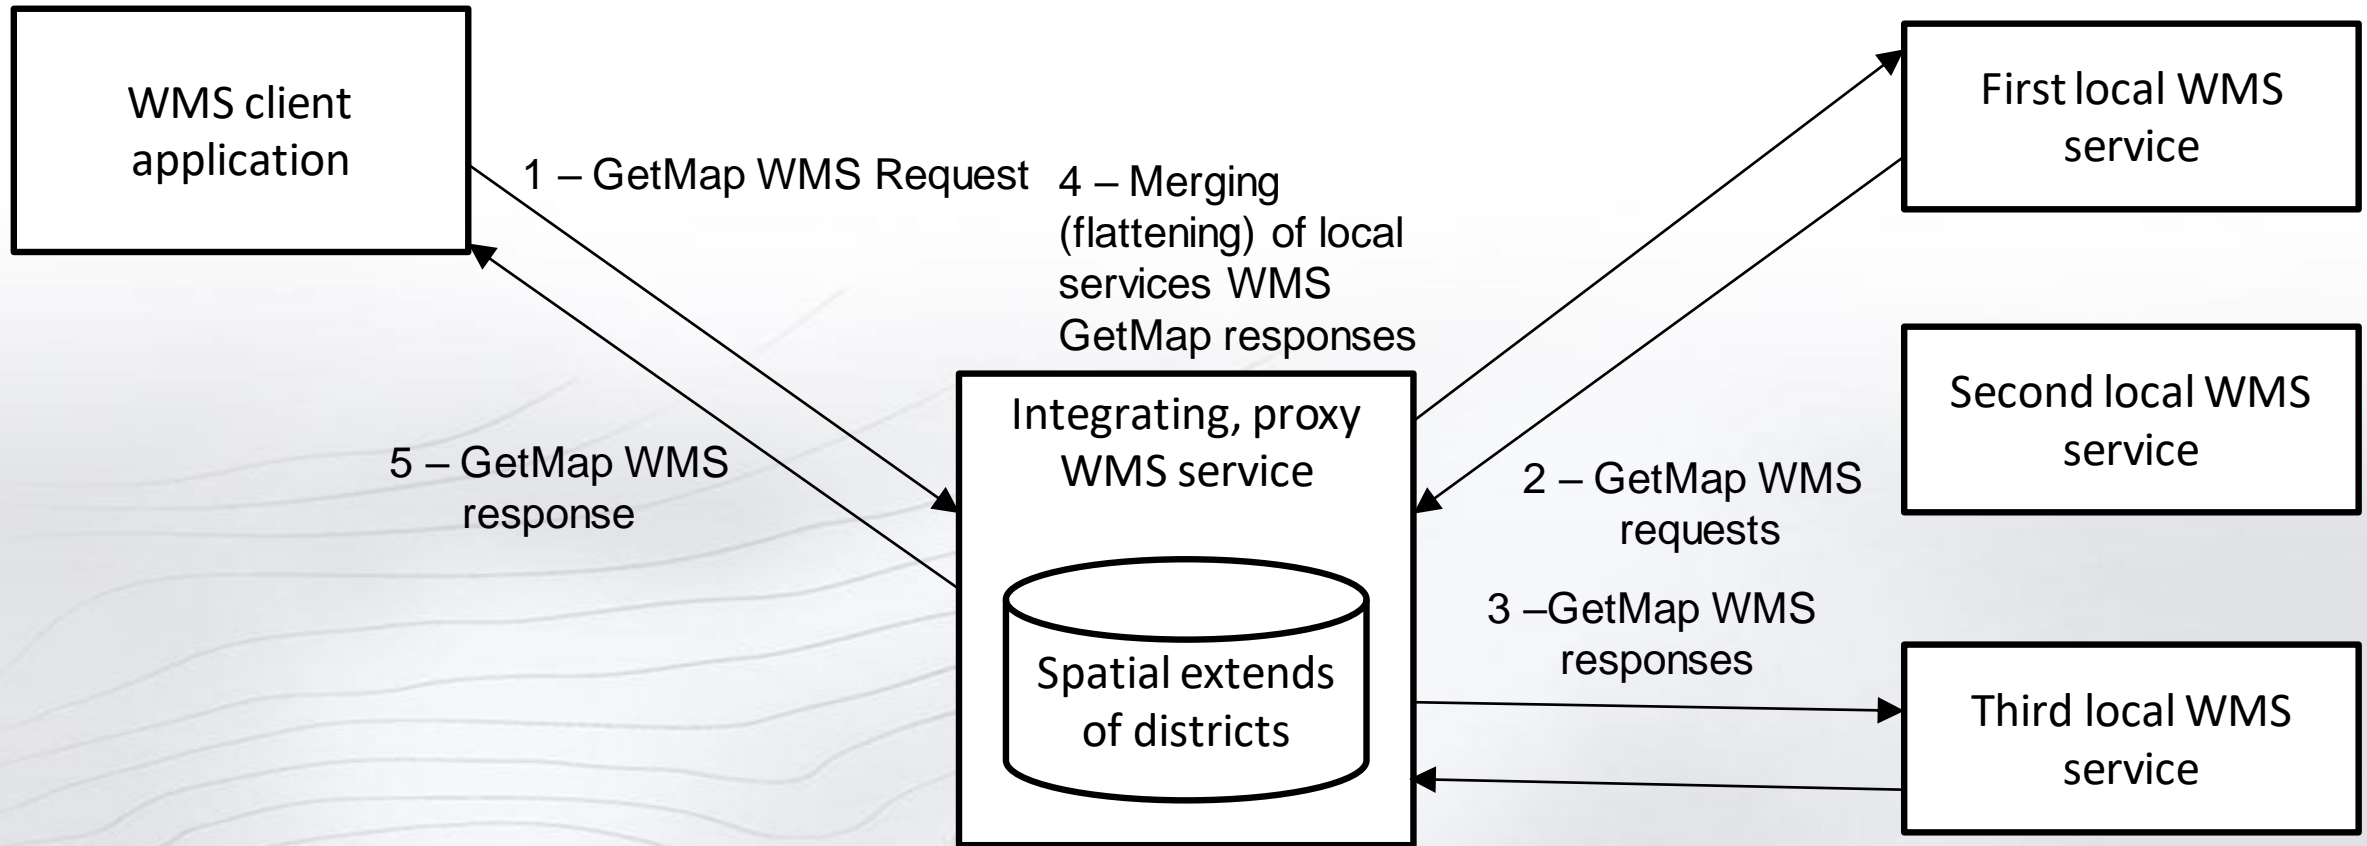 WMS client
application
1 – GetMap WMS Request
4 – Merging
(flattening) of local
services WMS
GetMap responses
First local WMS
service
Integrating, proxy
WMS service
Second local WMS
service
5 – GetMap WMS
response
2 – GetMap WMS
requests
3 –GetMap WMS
responses
Spatial extends
of districts
Third local WMS
service